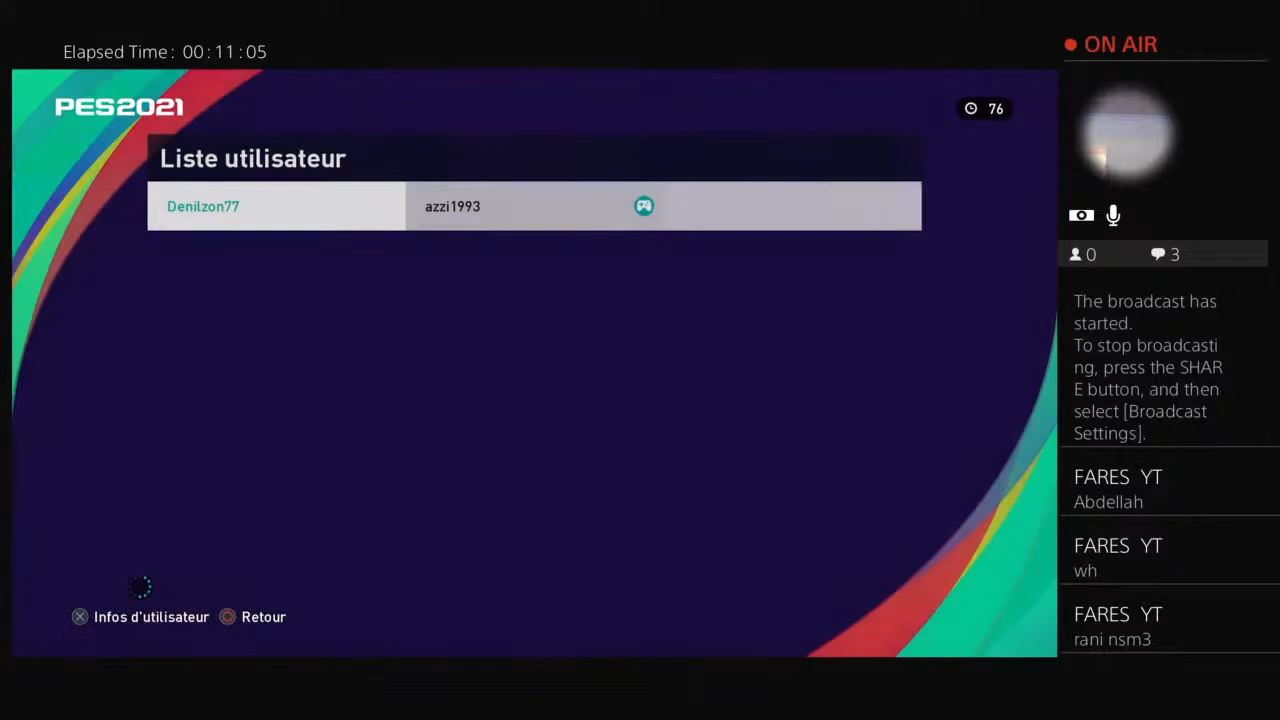 Elapsed Time: 00:11:05
ON AIR
PES2021
76
Liste utilisateur
Denilzon77 azzi1993
Infos d'utilisateur Retour
0 3
The broadcast has
started.
To stop broadcasti
ng, press the SHAR
E button, and then
select [Broadcast
Settings].
FARES YT
Abdellah
FARES YT
wh
FARES YT
rani nsm3